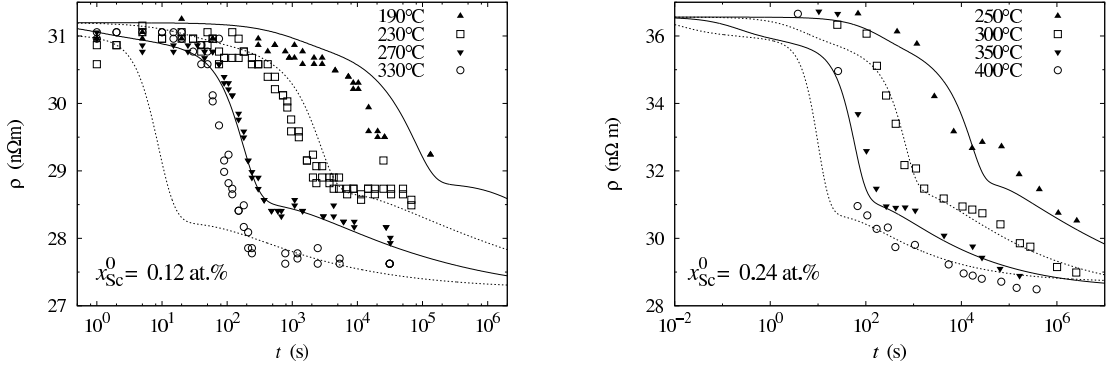 ρ (nΩm)
31
30
29
28
27
190°C
230°C
270°C
330°C
x⁰Sc = 0.12 at.%
10⁰ 10¹ 10² 10³ 10⁴ 10⁵ 10⁶
t (s)
ρ (nΩ m)
36
34
32
30
28
250°C
300°C
350°C
400°C
x⁰Sc = 0.24 at.%
10⁻² 10⁰ 10² 10⁴ 10⁶
t (s)